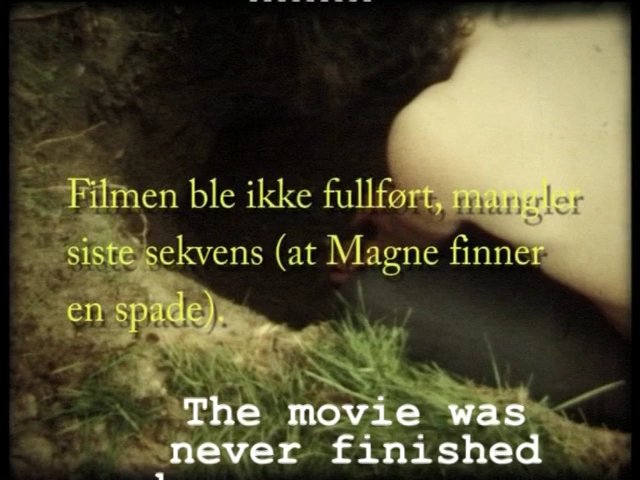 Filmen ble ikke fullført, mangler
siste sekvens (at Magne finner
en spade).
The movie was
never finished